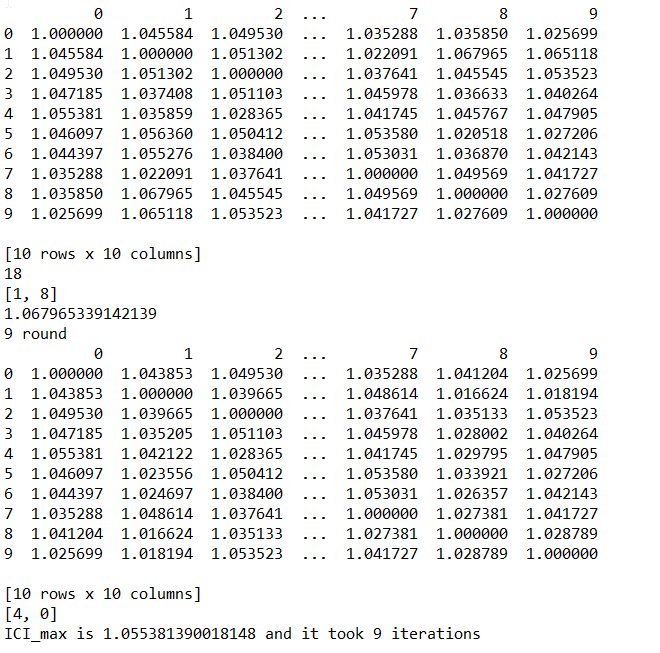 0 1 2 ... 7 8 9
0 1.000000 1.045584 1.049530 ... 1.035288 1.035850 1.025699
1 1.045584 1.000000 1.051302 ... 1.022091 1.067965 1.065118
2 1.049530 1.051302 1.000000 ... 1.037641 1.045545 1.053523
3 1.047185 1.037408 1.051103 ... 1.045978 1.036633 1.040264
4 1.055381 1.035859 1.028365 ... 1.041745 1.045767 1.047905
5 1.046097 1.056360 1.050412 ... 1.053580 1.020518 1.027206
6 1.044397 1.055276 1.038400 ... 1.053031 1.036870 1.042143
7 1.035288 1.022091 1.037641 ... 1.000000 1.049569 1.041727
8 1.035850 1.067965 1.045545 ... 1.049569 1.000000 1.027609
9 1.025699 1.065118 1.053523 ... 1.041727 1.027609 1.000000
[10 rows x 10 columns]
18
[1, 8]
1.067965339142139
9 round
0 1 2 ... 7 8 9
0 1.000000 1.043853 1.049530 ... 1.035288 1.041204 1.025699
1 1.043853 1.000000 1.039665 ... 1.048614 1.016624 1.018194
2 1.049530 1.039665 1.000000 ... 1.037641 1.035133 1.053523
3 1.047185 1.035205 1.051103 ... 1.045978 1.028002 1.040264
4 1.055381 1.042122 1.028365 ... 1.041745 1.029795 1.047905
5 1.046097 1.023556 1.050412 ... 1.053580 1.033921 1.027206
6 1.044397 1.024697 1.038400 ... 1.053031 1.026357 1.042143
7 1.035288 1.048614 1.037641 ... 1.000000 1.027381 1.041727
8 1.041204 1.016624 1.035133 ... 1.027381 1.000000 1.028789
9 1.025699 1.018194 1.053523 ... 1.041727 1.028789 1.000000
[10 rows x 10 columns]
[4, 0]
ICI_max is 1.055381390018148 and it took 9 iterations